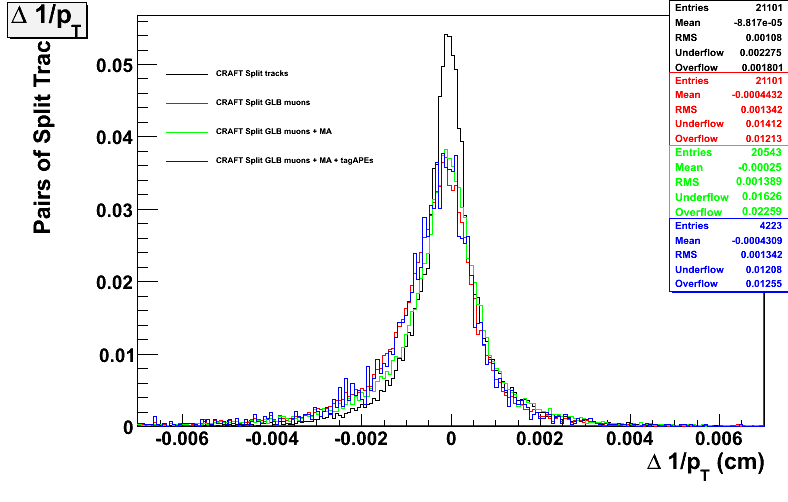 Δ 1/pT
Pairs of Split Trac
0.05
0.04
0.03
0.02
0.01
0
CRAFT Split tracks
CRAFT Split GLB muons
CRAFT Split GLB muons + MA
CRAFT Split GLB muons + MA + tagAPEs
Entries 21101
Mean -8.817e-05
RMS 0.00108
Underflow 0.002275
Overflow 0.001801
Entries 21101
Mean -0.0004432
RMS 0.001342
Underflow 0.01412
Overflow 0.01213
Entries 20543
Mean -0.00025
RMS 0.001389
Underflow 0.01626
Overflow 0.02259
Entries 4223
Mean -0.0004309
RMS 0.001342
Underflow 0.01208
Overflow 0.01255
-0.006 -0.004 -0.002 0 0.002 0.004 0.006
Δ 1/pT (cm)